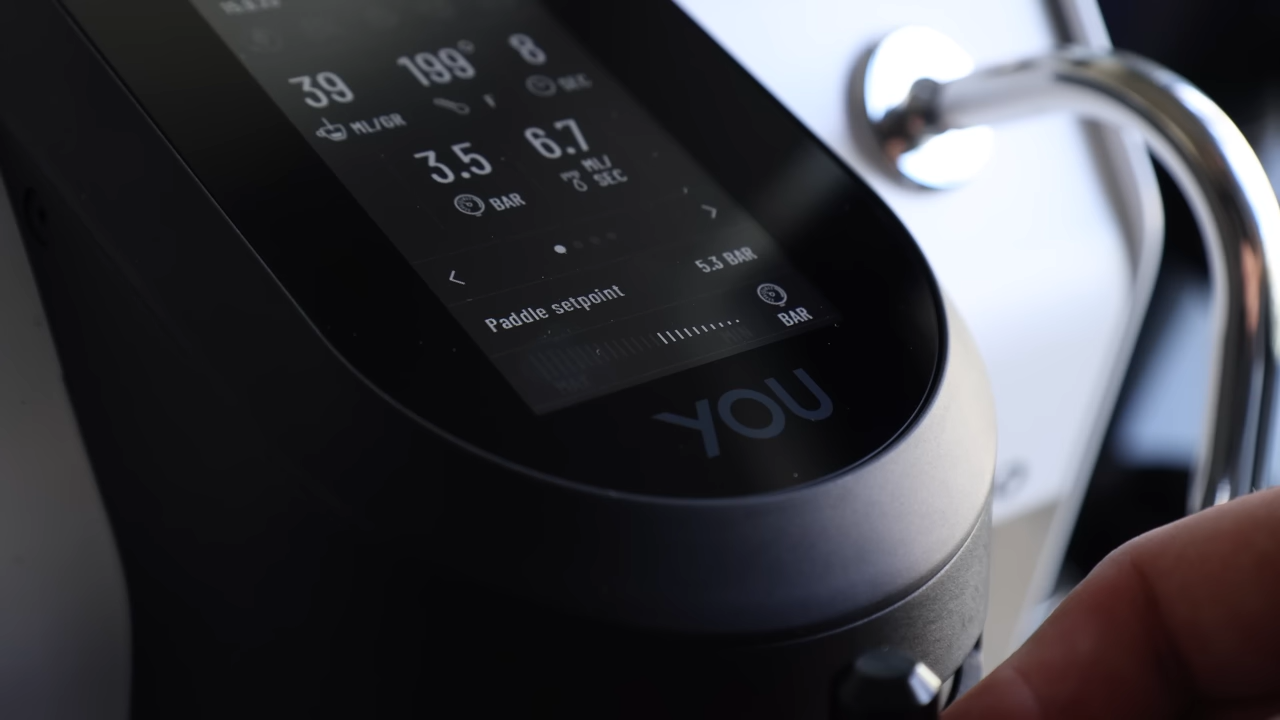 39 199° 8
ML/GR F SEC
3.5 6.7
BAR ML/
SEC
Paddle setpoint 5.3 BAR
BAR
YOU